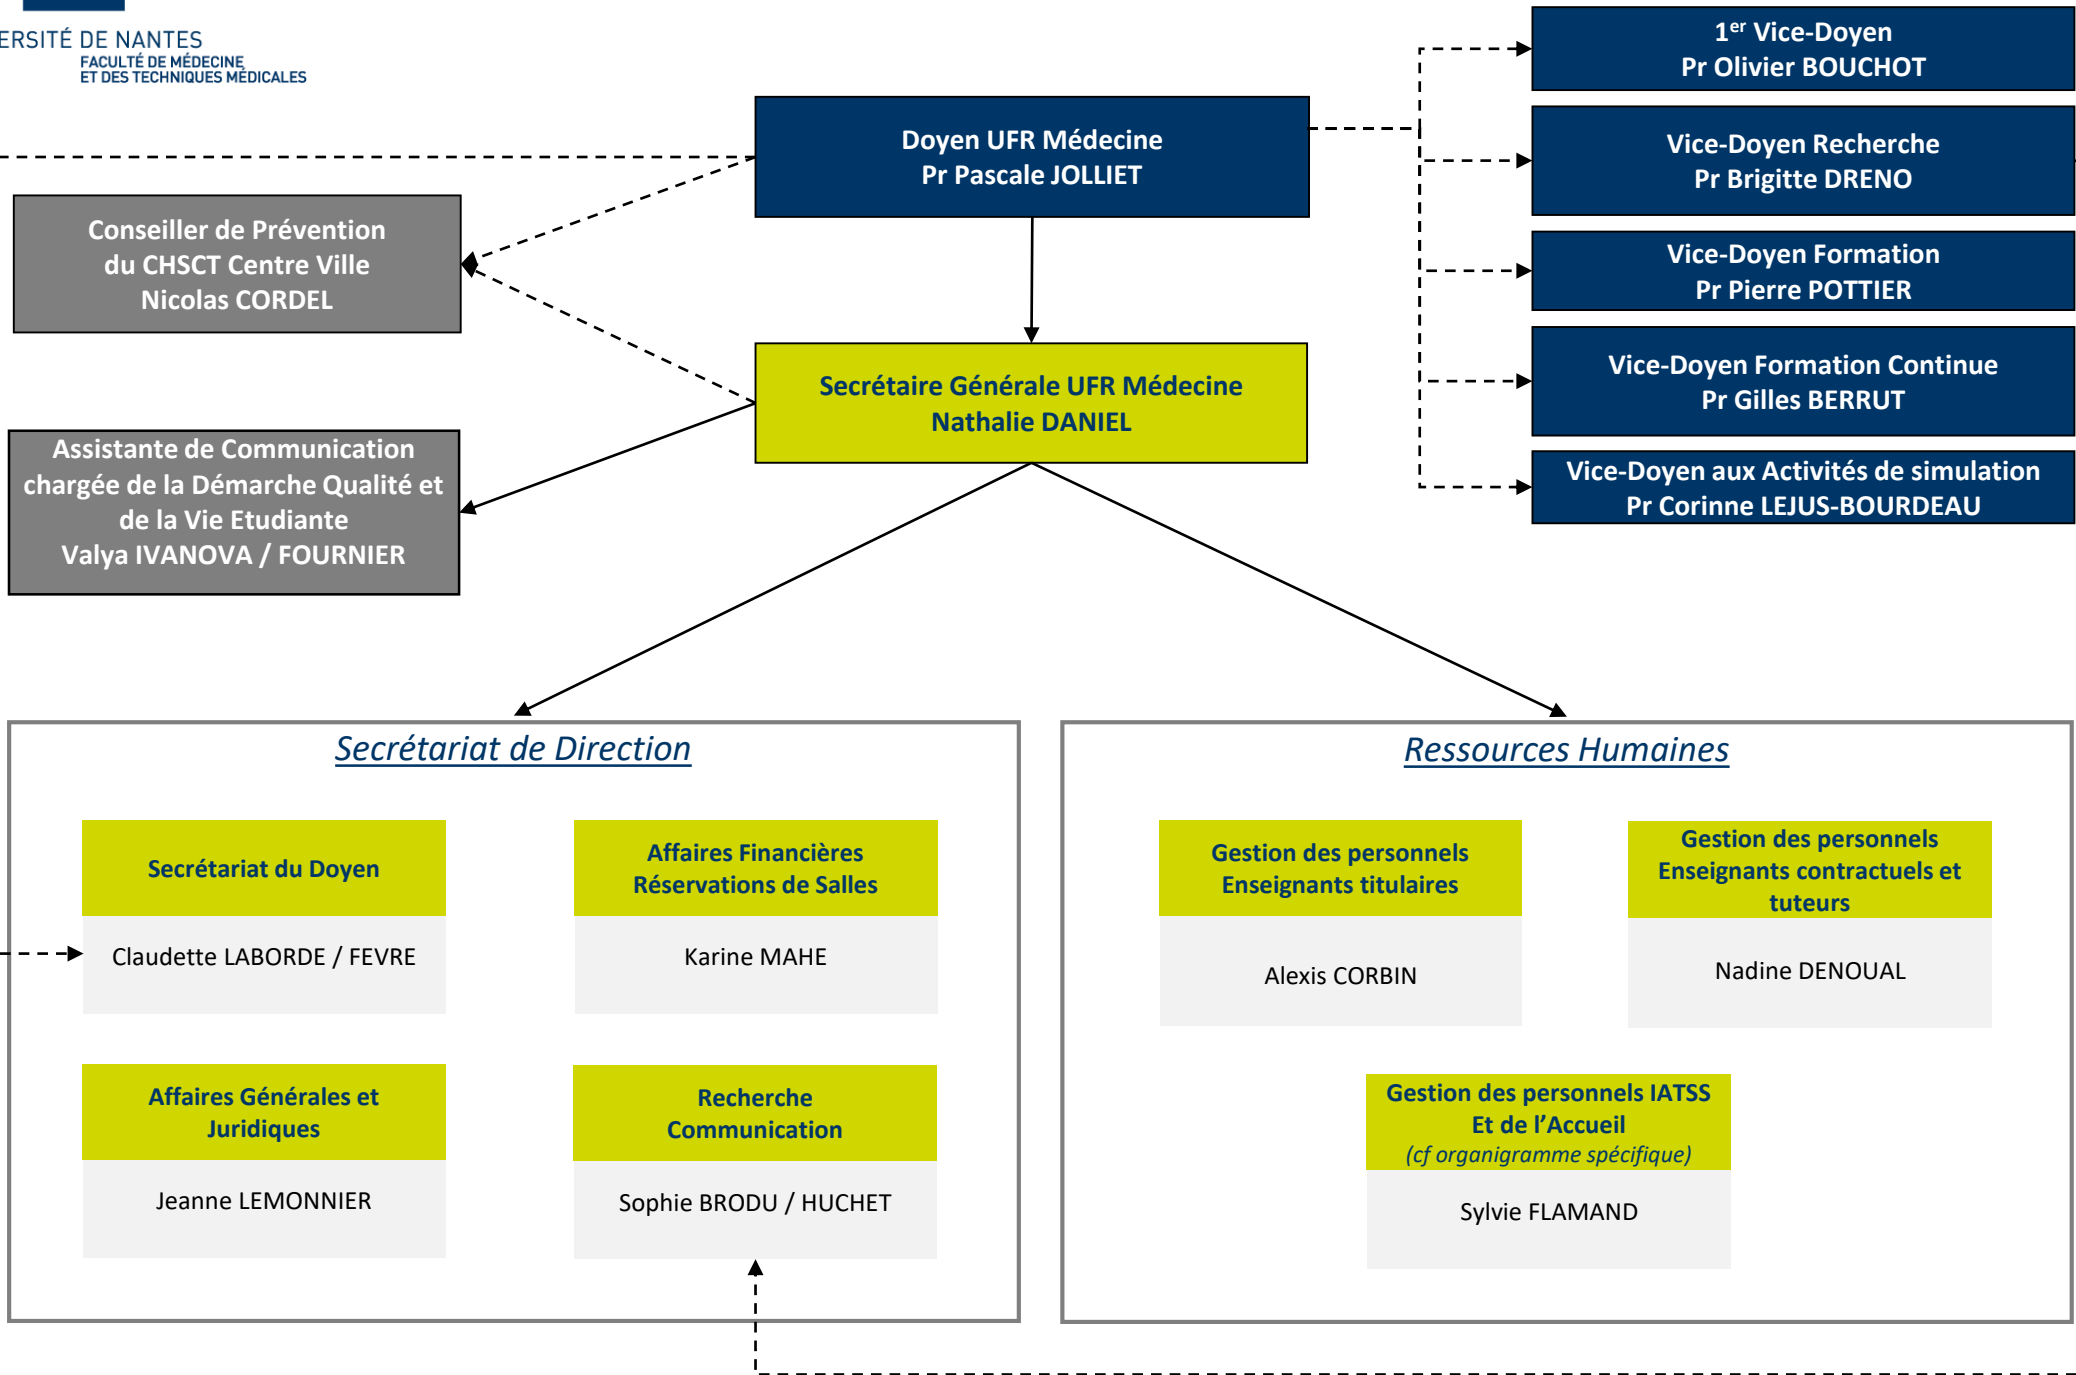 ERSITÉ DE NANTES
FACULTÉ DE MÉDECINE
ET DES TECHNIQUES MÉDICALES
1er Vice-Doyen
Pr Olivier BOUCHOT
Doyen UFR Médecine
Pr Pascale JOLLIET
Vice-Doyen Recherche
Pr Brigitte DRENO
Conseiller de Prévention
du CHSCT Centre Ville
Nicolas CORDEL
Vice-Doyen Formation
Pr Pierre POTTIER
Secrétaire Générale UFR Médecine
Nathalie DANIEL
Vice-Doyen Formation Continue
Pr Gilles BERRUT
Assistante de Communication
chargée de la Démarche Qualité et
de la Vie Etudiante
Valya IVANOVA / FOURNIER
Vice-Doyen aux Activités de simulation
Pr Corinne LEJUS-BOURDEAU
Secrétariat de Direction
Secrétariat du Doyen
Claudette LABORDE / FEVRE
Affaires Financières
Réservations de Salles
Karine MAHE
Affaires Générales et
Juridiques
Jeanne LEMONNIER
Recherche
Communication
Sophie BRODU / HUCHET
Ressources Humaines
Gestion des personnels
Enseignants titulaires
Alexis CORBIN
Gestion des personnels
Enseignants contractuels et
tuteurs
Nadine DENOUAL
Gestion des personnels IATSS
Et de l'Accueil
(cf organigramme spécifique)
Sylvie FLAMAND